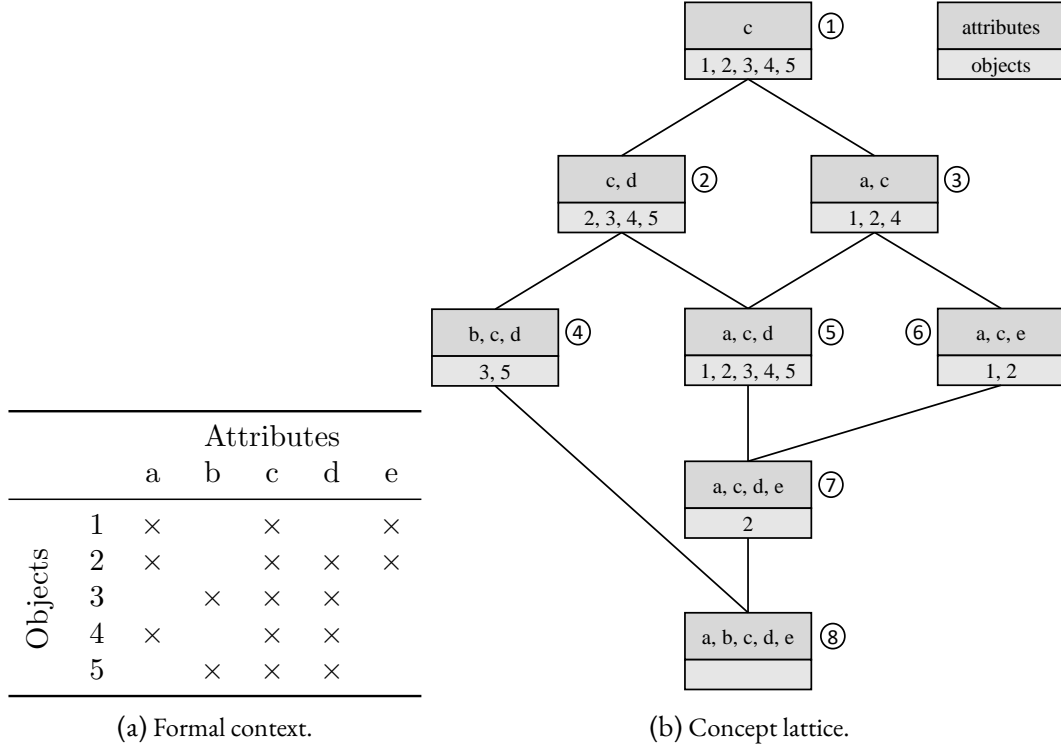 c
①
attributes
1, 2, 3, 4, 5
objects
c, d
②
a, c
③
2, 3, 4, 5
1, 2, 4
b, c, d
④
a, c, d
⑤
⑥
a, c, e
3, 5
1, 2, 3, 4, 5
1, 2
a, c, d, e
⑦
2
a, b, c, d, e
⑧
Attributes
a b c d e
Objects
1 × × ×
2 × × × ×
3 × × ×
4 × × ×
5 × × ×
(a) Formal context.
(b) Concept lattice.